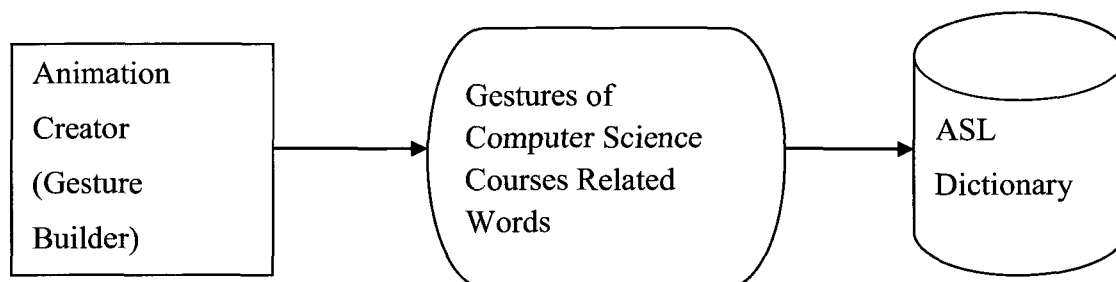 Animation
Creator
(Gesture
Builder)
Gestures of
Computer Science
Courses Related
Words
ASL
Dictionary